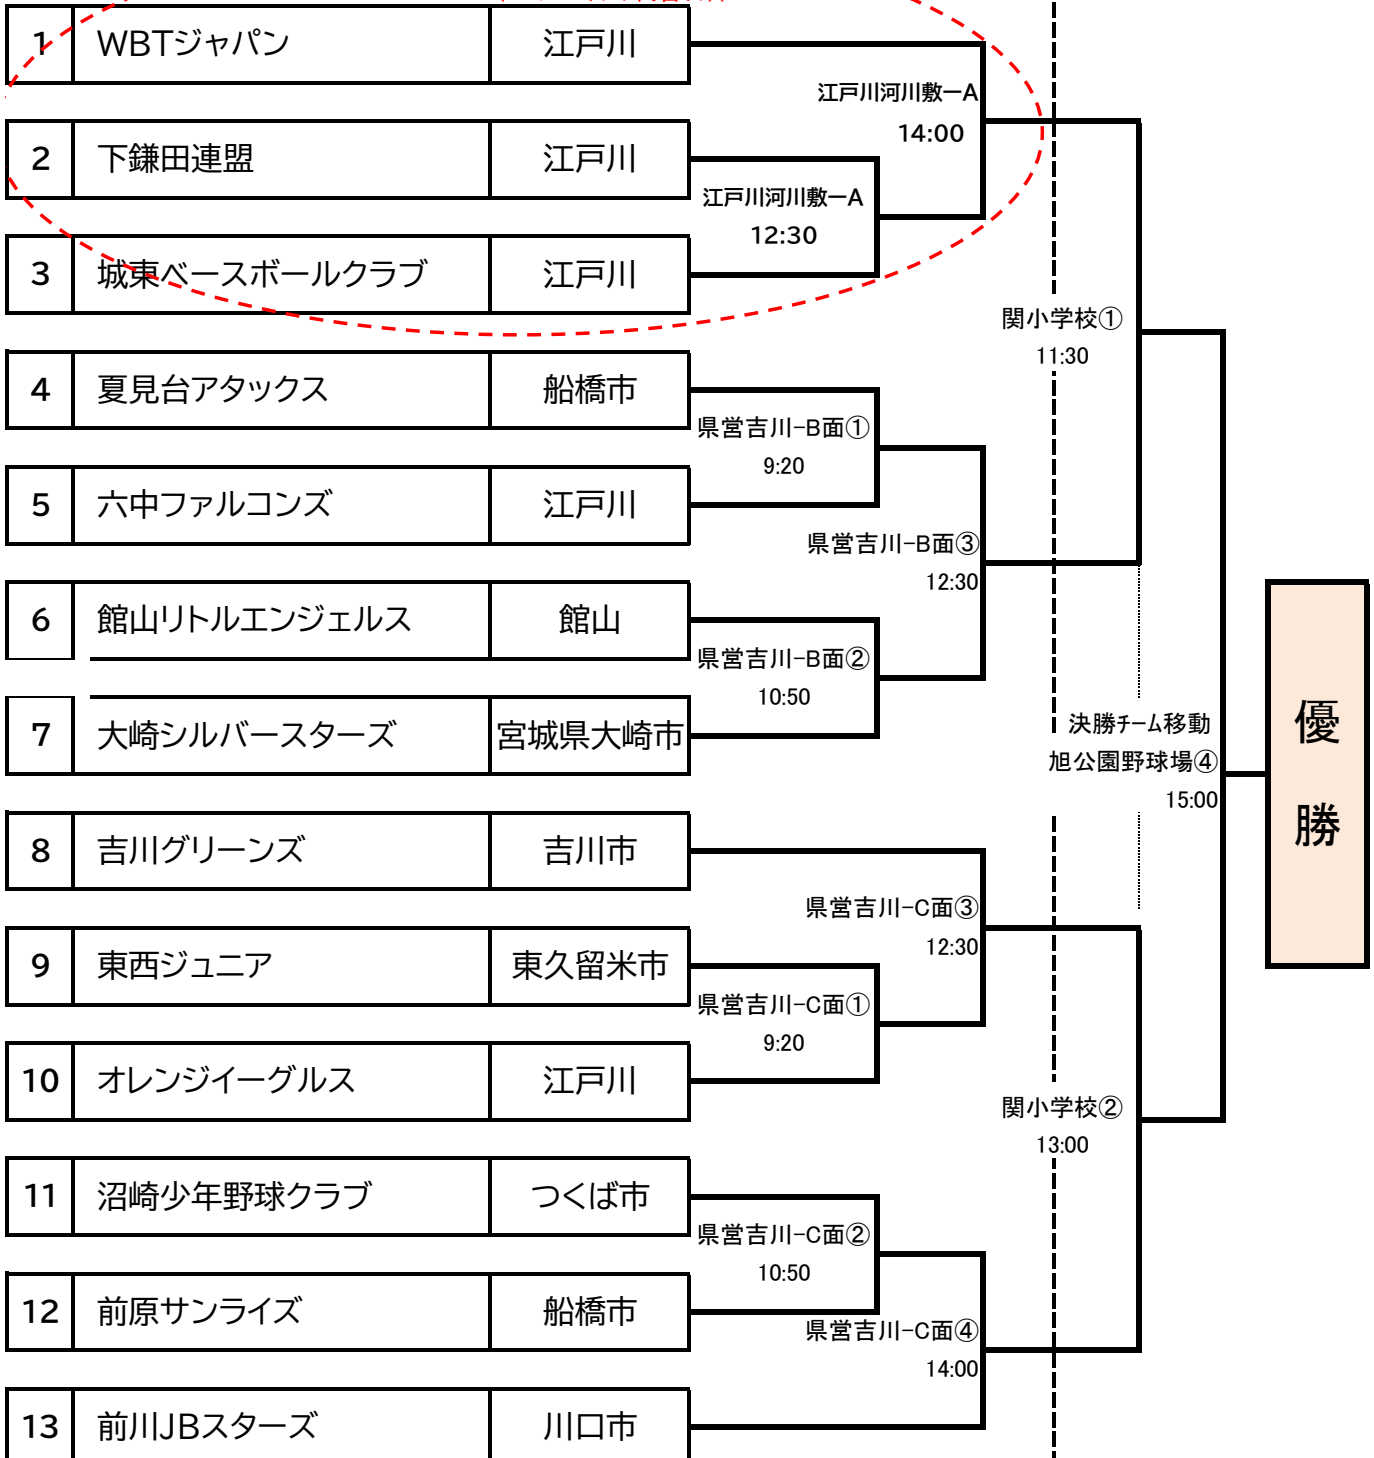 1 WBTジャパン 江戸川
江戸川河川敷ーA
14:00
2 下鎌田連盟 江戸川
江戸川河川敷ーA
12:30
3 城東ベースボールクラブ 江戸川
関小学校①
11:30
4 夏見台アタックス 船橋市
県営吉川-B面①
9:20
5 六中ファルコンズ 江戸川
県営吉川-B面③
12:30
6 館山リトルエンジェルス 館山
県営吉川-B面②
10:50
7 大崎シルバースターズ 宮城県大崎市
決勝チーム移動
旭公園野球場④
15:00
優勝
8 吉川グリーンズ 吉川市
県営吉川-C面③
12:30
9 東西ジュニア 東久留米市
県営吉川-C面①
9:20
10 オレンジイーグルス 江戸川
関小学校②
13:00
11 沼崎少年野球クラブ つくば市
県営吉川-C面②
10:50
12 前原サンライズ 船橋市
県営吉川-C面④
14:00
13 前川JBスターズ 川口市